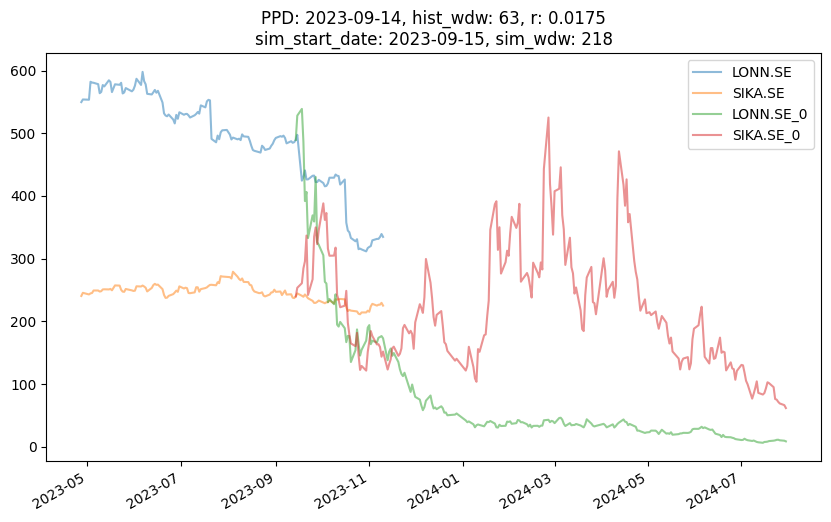 PPD: 2023-09-14, hist_wdw: 63, r: 0.0175
sim_start_date: 2023-09-15, sim_wdw: 218
LONN.SE
SIKA.SE
LONN.SE_0
SIKA.SE_0
600
500
400
300
200
100
0
2023-05
2023-07
2023-09
2023-11
2024-01
2024-03
2024-05
2024-07